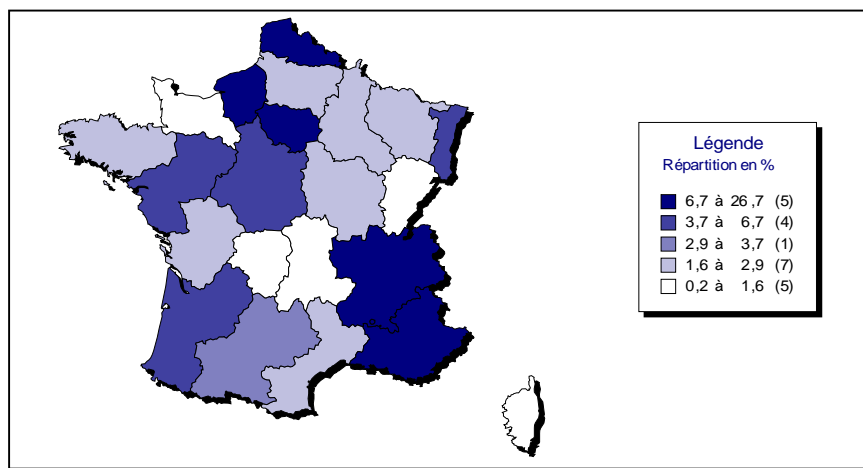 Légende
Répartition en %
6,7 à 26,7 (5)
3,7 à 6,7 (4)
2,9 à 3,7 (1)
1,6 à 2,9 (7)
0,2 à 1,6 (5)